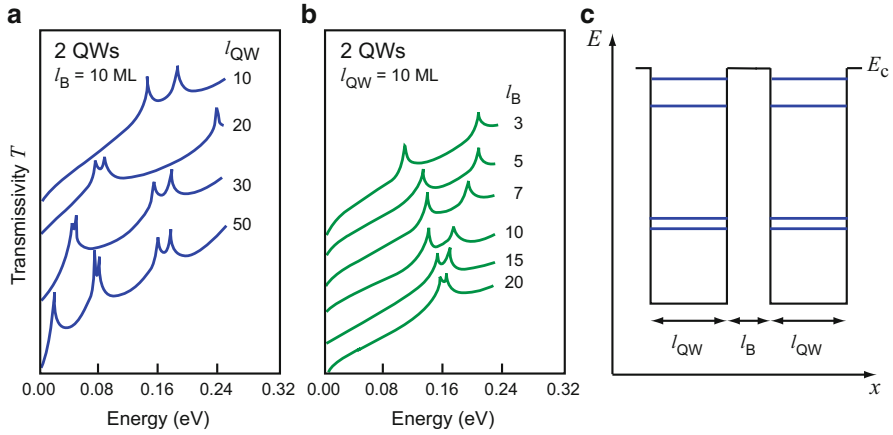 a
2 QWs
l_B = 10 ML
l_QW
10
20
30
50
Transmissivity T
0.00 0.08 0.16 0.24 0.32
Energy (eV)
b
2 QWs
l_QW = 10 ML
l_B
3
5
7
10
15
20
0.00 0.08 0.16 0.24 0.32
Energy (eV)
c
E
E_c
l_QW l_B l_QW
x